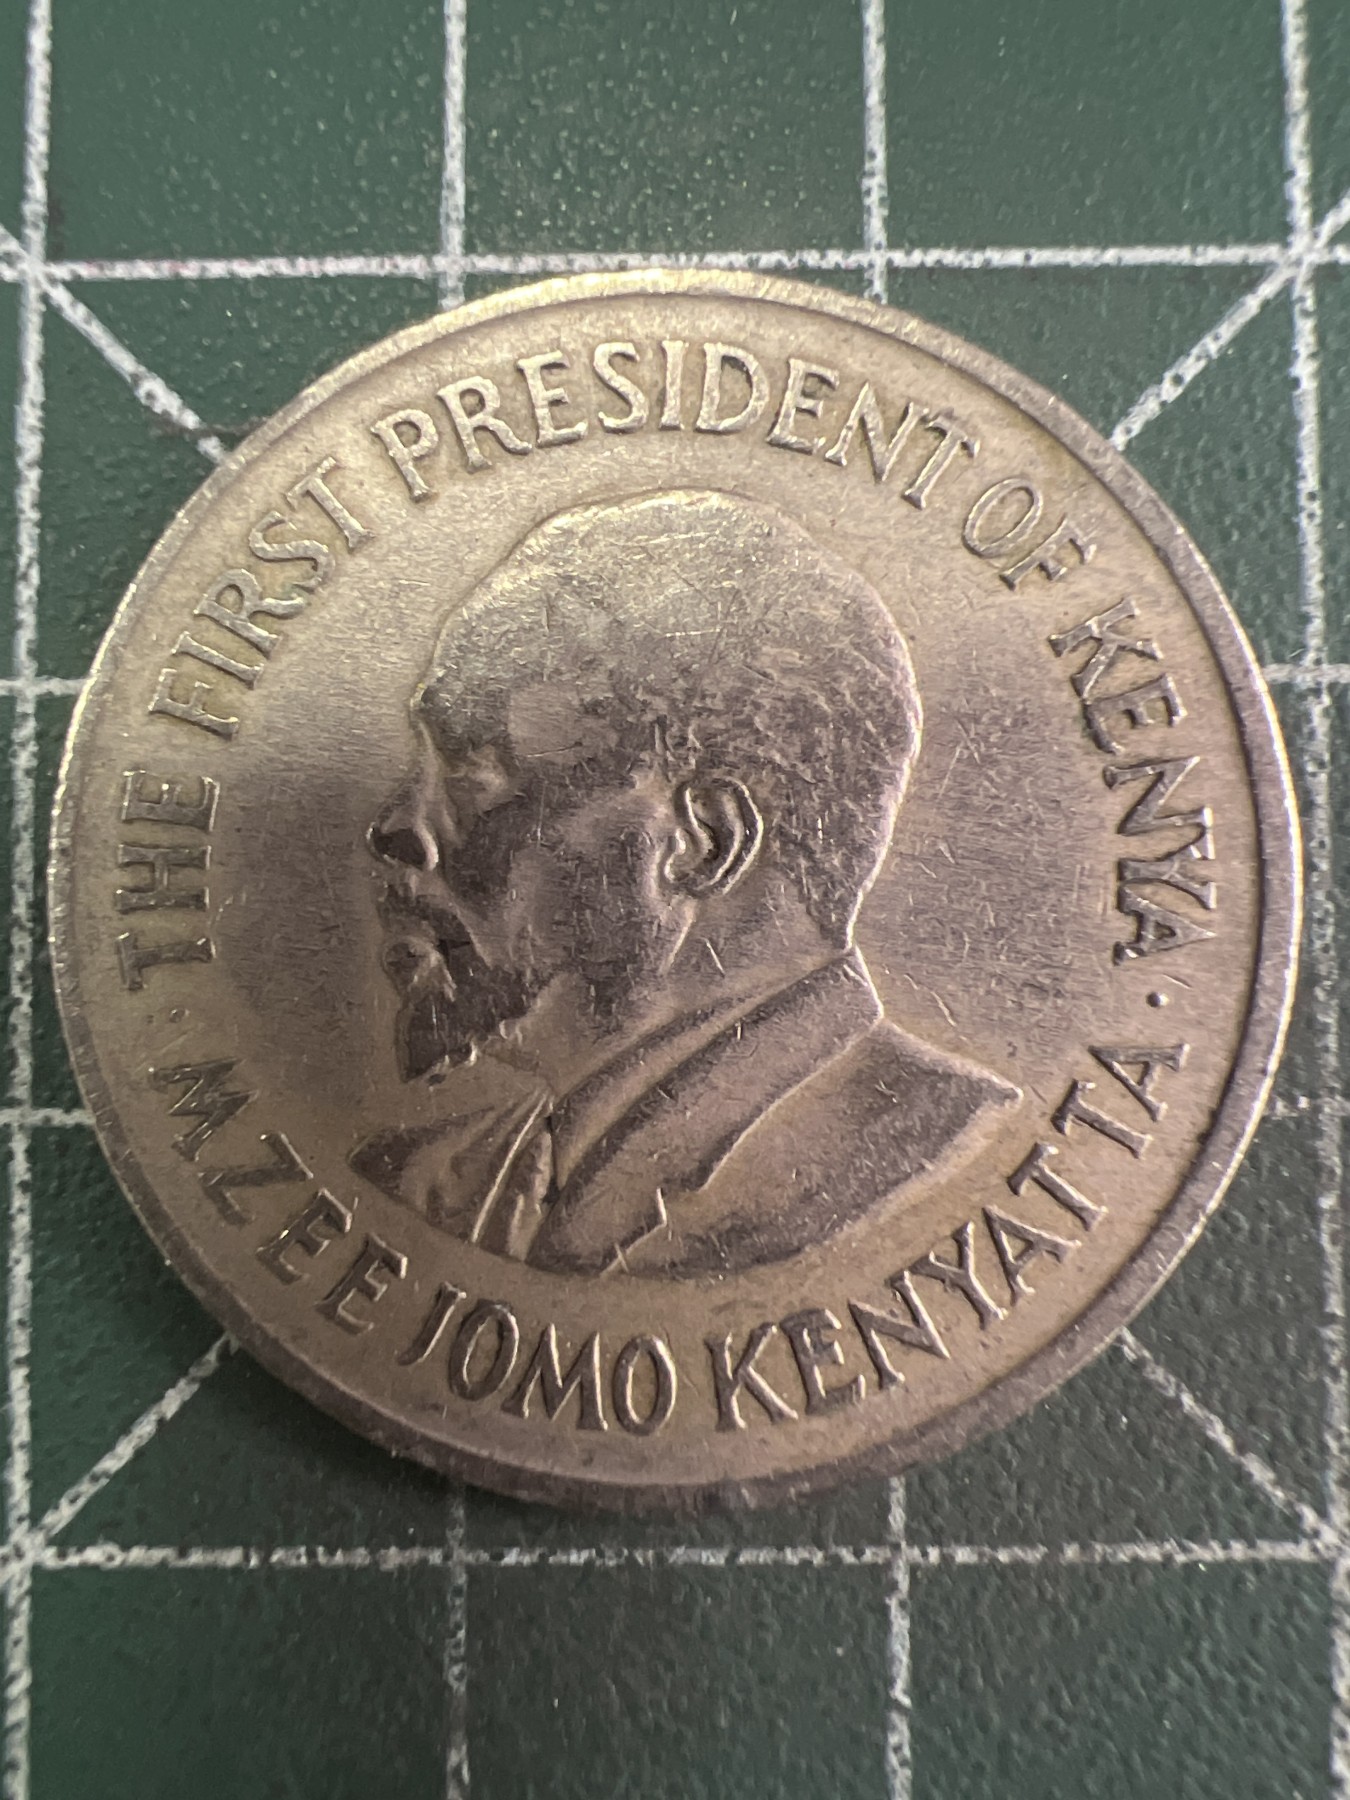 · THE FIRST PRESIDENT OF KENYA ·
MZEE JOMO KENYATTA